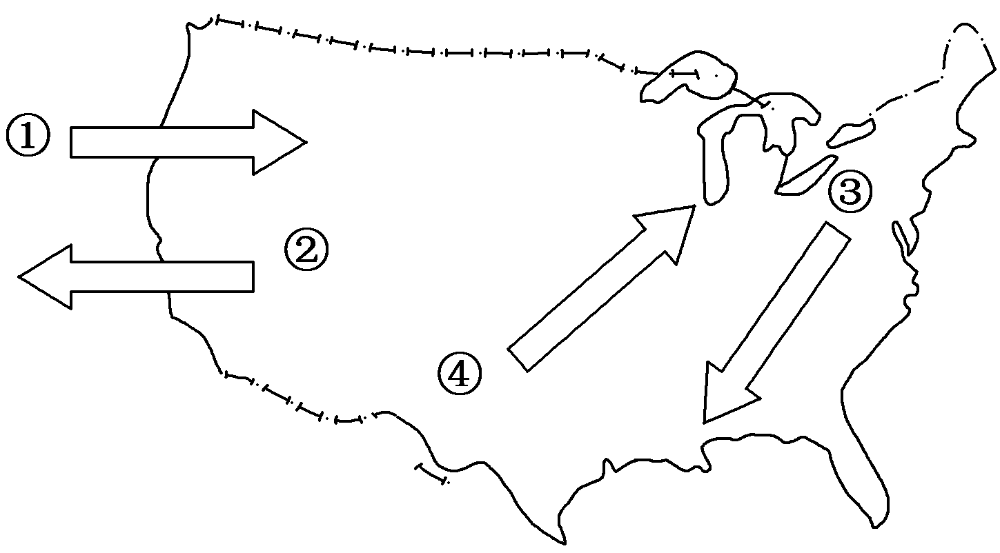 ①
③
②
④